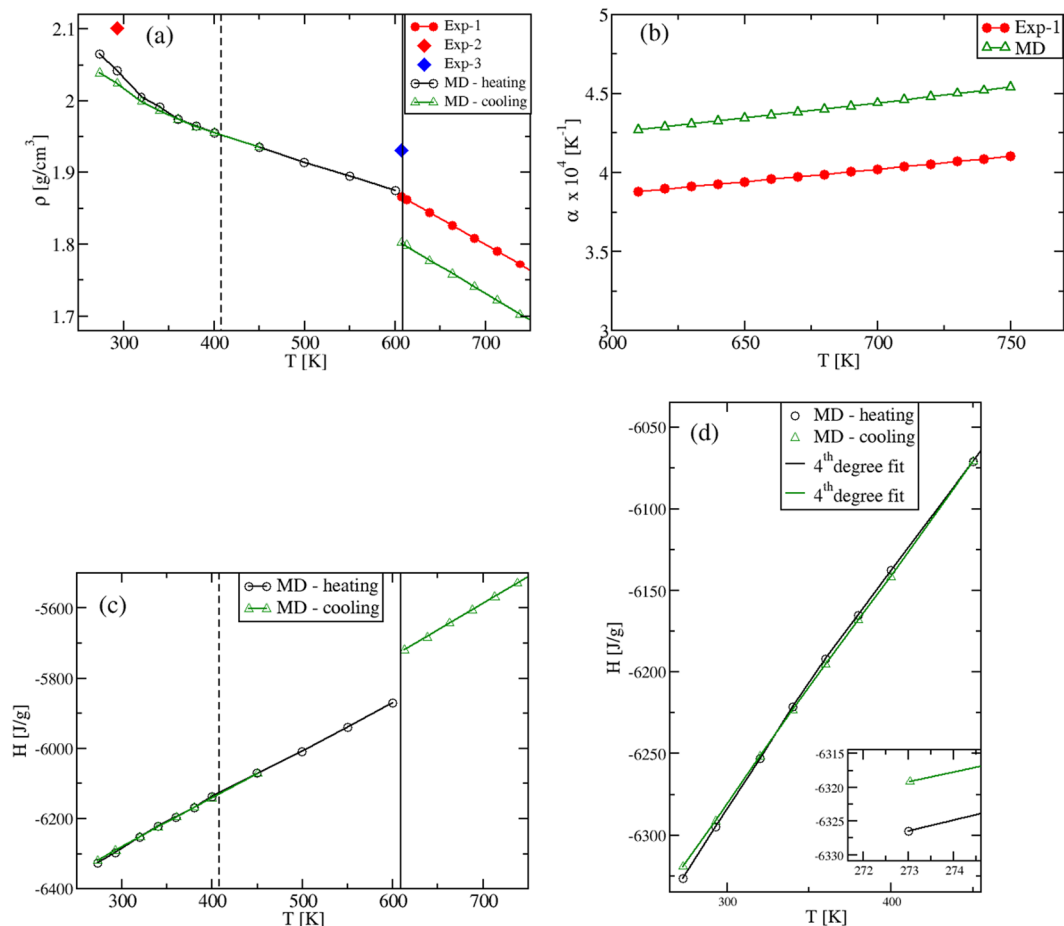 (a)
Exp-1
Exp-2
Exp-3
MD - heating
MD - cooling
2.1
2
1.9
1.8
1.7
ρ [g/cm³]
300 400 500 600 700
T [K]
(b)
Exp-1
MD
4.5
4
3.5
3
α x 10⁴ [K⁻¹]
600 650 700 750
T [K]
(c)
MD - heating
MD - cooling
-5600
-5800
-6000
-6200
-6400
H [J/g]
300 400 500 600 700
T [K]
(d)
MD - heating
MD - cooling
4th degree fit
4th degree fit
-6050
-6100
-6150
-6200
-6250
-6300
H [J/g]
-6315
-6320
-6325
-6330
272 273 274
300 400
T [K]